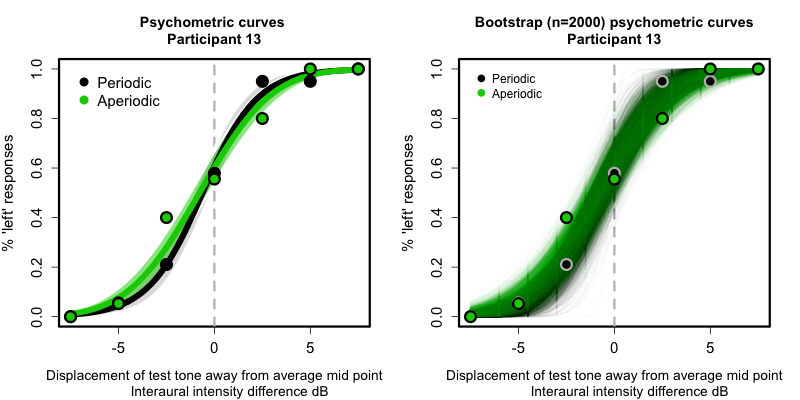 Psychometric curves
Participant 13
% 'left' responses
1.0
0.8
0.6
0.4
0.2
0.0
Periodic
Aperiodic
-5
0
5
Displacement of test tone away from average mid point
Interaural intensity difference dB
Bootstrap (n=2000) psychometric curves
Participant 13
% 'left' responses
1.0
0.8
0.6
0.4
0.2
0.0
Periodic
Aperiodic
-5
0
5
Displacement of test tone away from average mid point
Interaural intensity difference dB